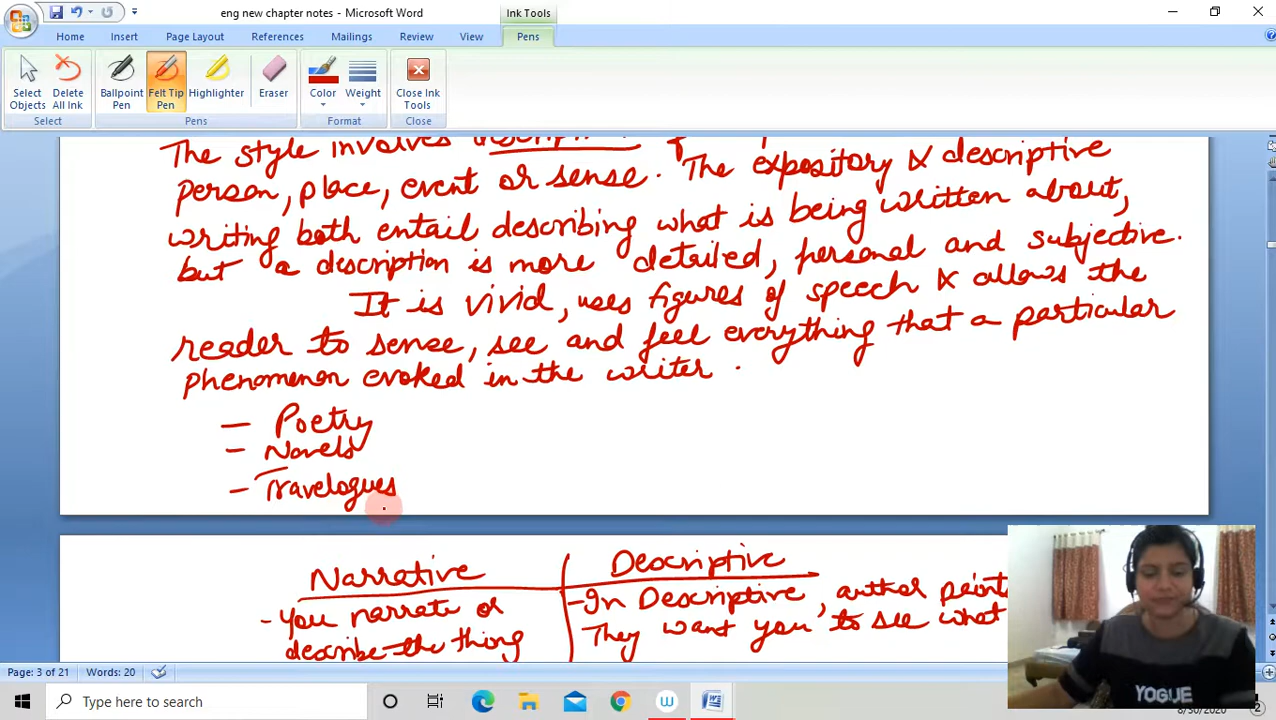 eng new chapter notes - Microsoft Word
Ink Tools
Home Insert Page Layout References Mailings Review View Pens
Select Objects
Delete All Ink
Ballpoint Pen
Felt Tip Pen
Highlighter
Eraser
Color
Weight
Close Ink Tools
Select Pens Format Close
The style involves
person, place, event or sense. The expository & descriptive
writing both entail describing what is being written about,
but a description is more detailed, personal and subjective.
It is vivid, uses figures of speech & allows the
reader to sense, see and feel everything that a particular
phenomenon evoked in the writer.
- Poetry
- Novels
- Travelogues
Narrative Descriptive
- You narrate or
describe the thing
- In Descriptive, author
They want you to see what
YOGUE
Page: 3 of 21 Words: 20
Type here to search
8/30/2020
2